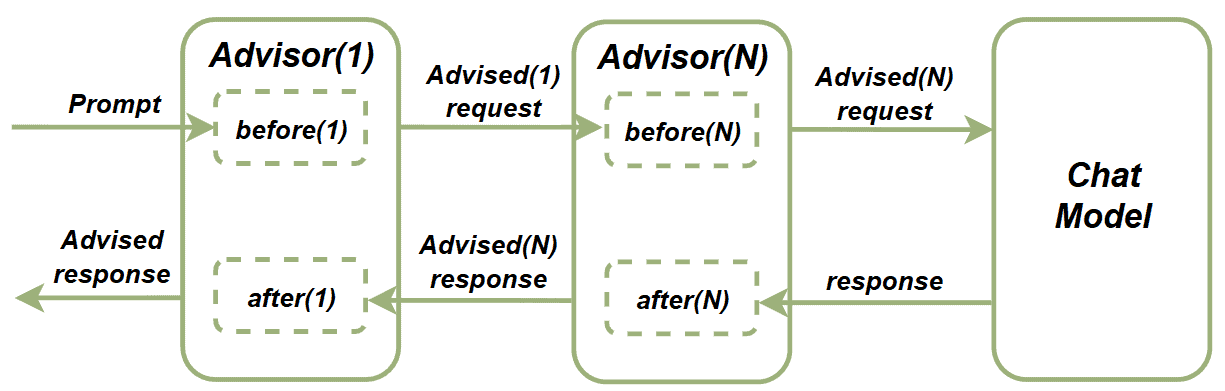 Advisor(1)
Prompt
before(1)
Advised(1)
request
Advisor(N)
before(N)
Advised(N)
request
Chat
Model
Advised
response
after(1)
Advised(N)
response
after(N)
response